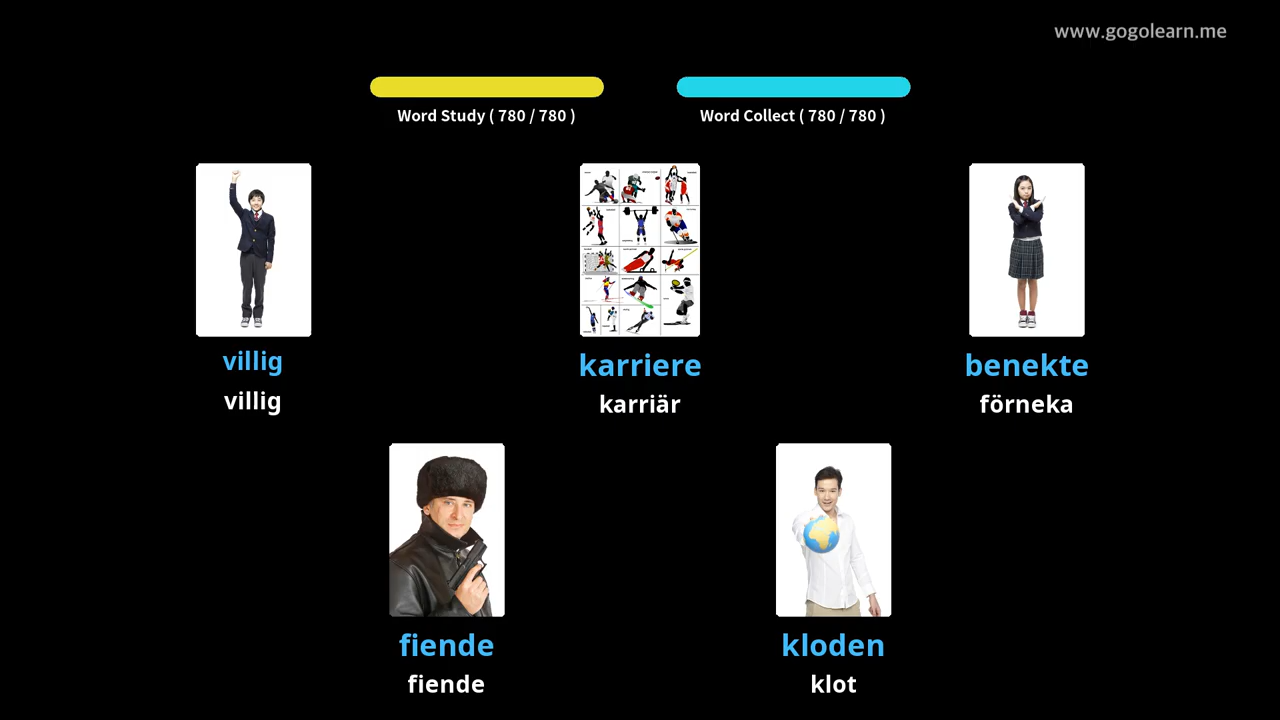 www.gogolearn.me
Word Study ( 780 / 780 )
Word Collect ( 780 / 780 )
villig
villig
karriere
karriär
benekte
förneka
fiende
fiende
kloden
klot